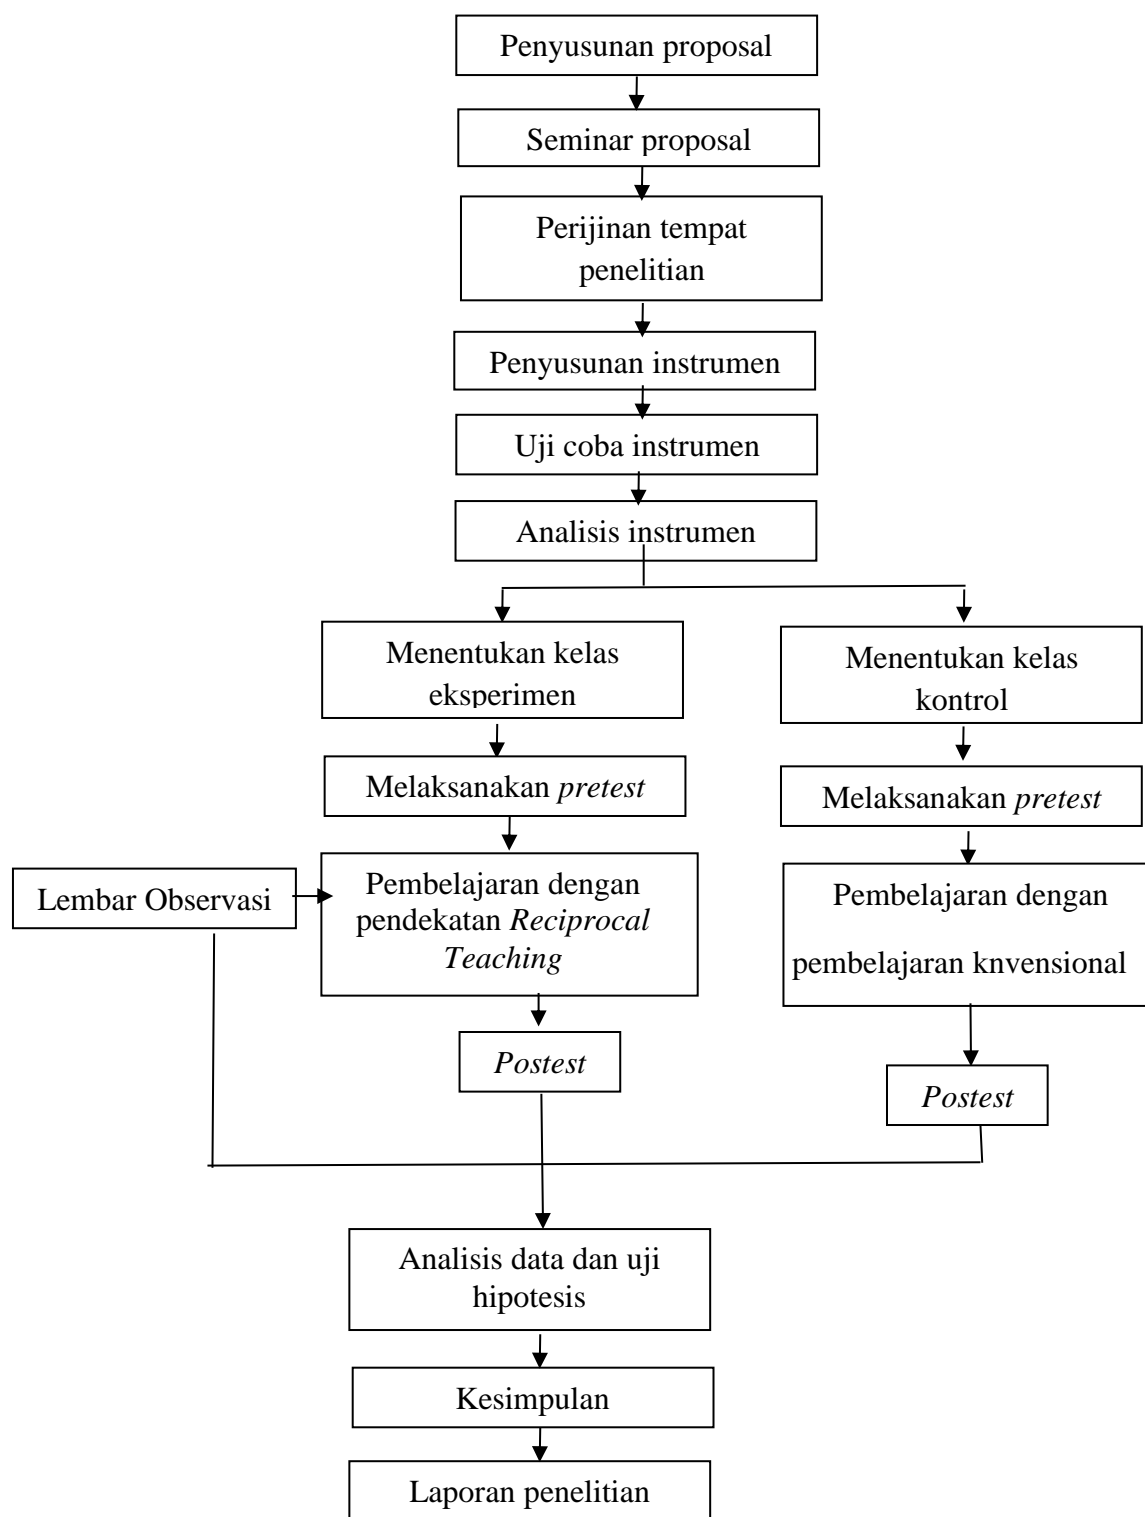 Penyusunan proposal
Seminar proposal
Perijinan tempat
penelitian
Penyusunan instrumen
Uji coba instrumen
Analisis instrumen
Menentukan kelas
eksperimen
Menentukan kelas
kontrol
Melaksanakan pretest
Melaksanakan pretest
Lembar Observasi
Pembelajaran dengan
pendekatan Reciprocal
Teaching
Pembelajaran dengan
pembelajaran knvensional
Postest
Postest
Analisis data dan uji
hipotesis
Kesimpulan
Laporan penelitian